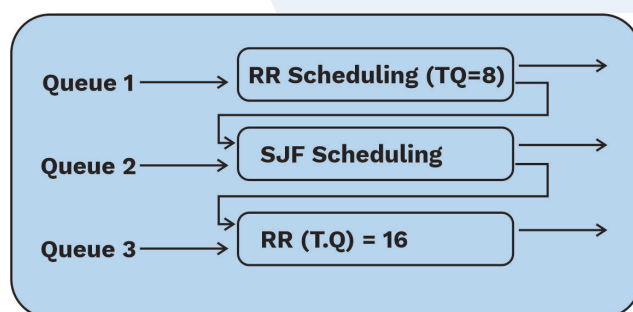 Queue 1
RR Scheduling (TQ=8)
Queue 2
SJF Scheduling
Queue 3
RR (T.Q) = 16